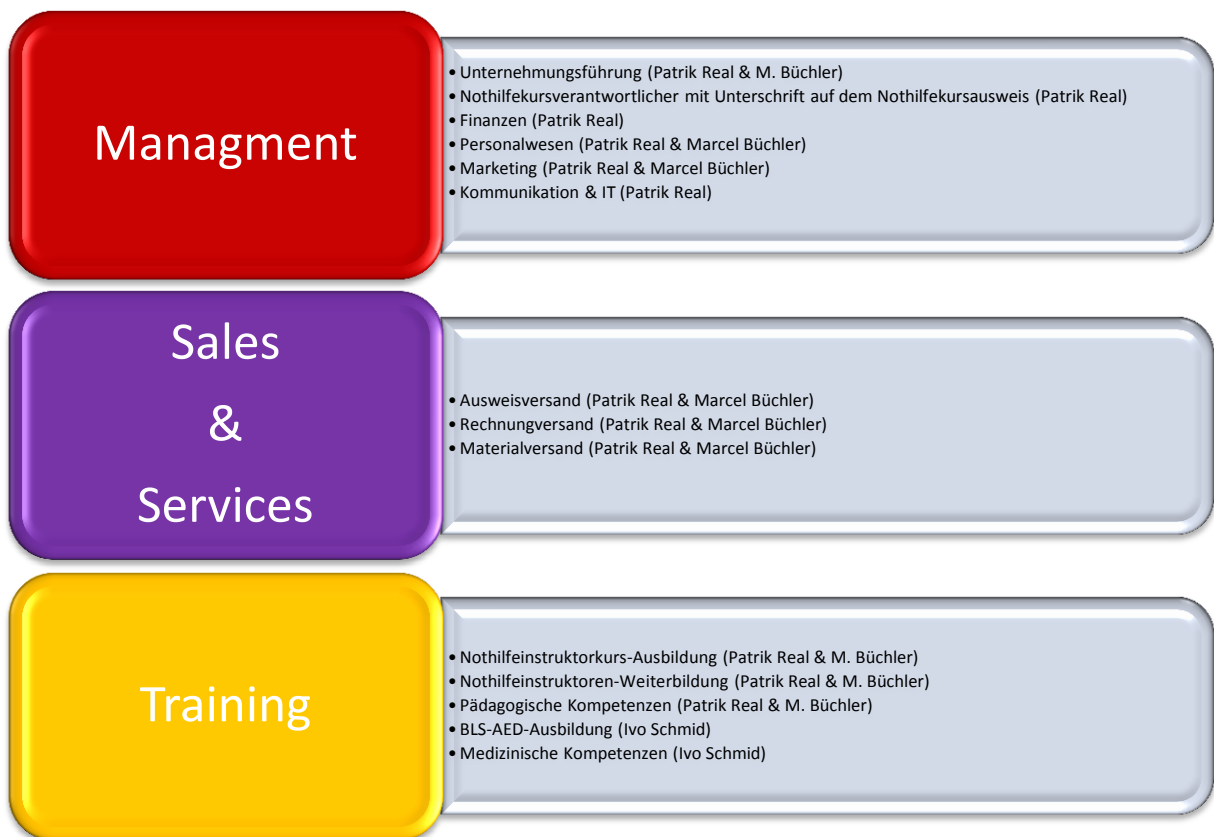 Managment
• Unternehmungsführung (Patrik Real & M. Büchler)
• Nothilfekursverantwortlicher mit Unterschrift auf dem Nothilfekursausweis (Patrik Real)
• Finanzen (Patrik Real)
• Personalwesen (Patrik Real & Marcel Büchler)
• Marketing (Patrik Real & Marcel Büchler)
• Kommunikation & IT (Patrik Real)
Sales
&
Services
• Ausweisversand (Patrik Real & Marcel Büchler)
• Rechnungversand (Patrik Real & Marcel Büchler)
• Materialversand (Patrik Real & Marcel Büchler)
Training
• Nothilfeinstruktorkurs-Ausbildung (Patrik Real & M. Büchler)
• Nothilfeinstruktoren-Weiterbildung (Patrik Real & M. Büchler)
• Pädagogische Kompetenzen (Patrik Real & M. Büchler)
• BLS-AED-Ausbildung (Ivo Schmid)
• Medizinische Kompetenzen (Ivo Schmid)